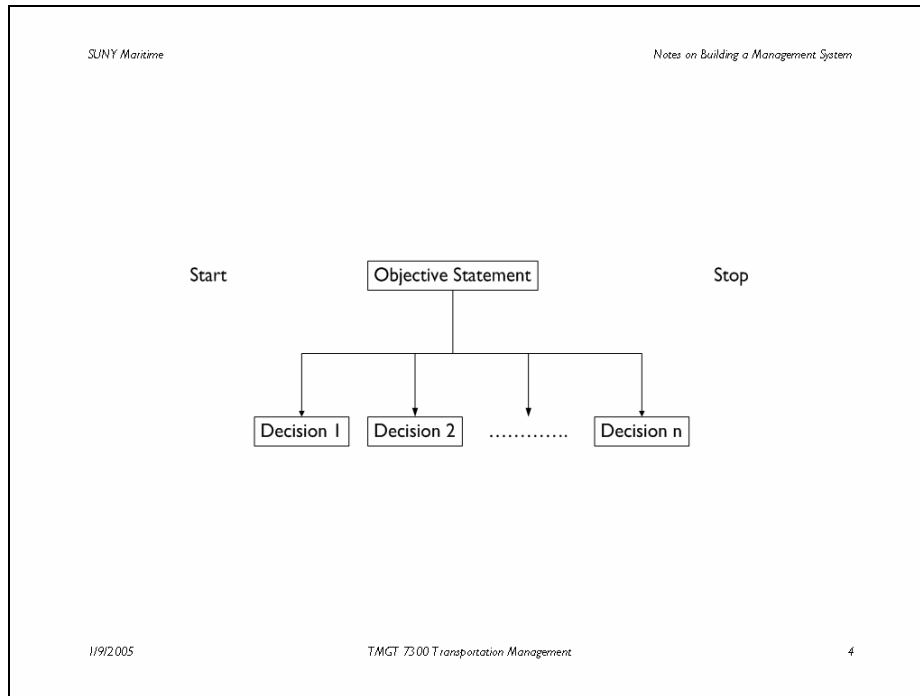 SUNY Maritime Notes on Building a Management System
Start Objective Statement Stop
Decision 1 Decision 2 ............. Decision n
1/9/2005 TMGT 7300 Transportation Management 4